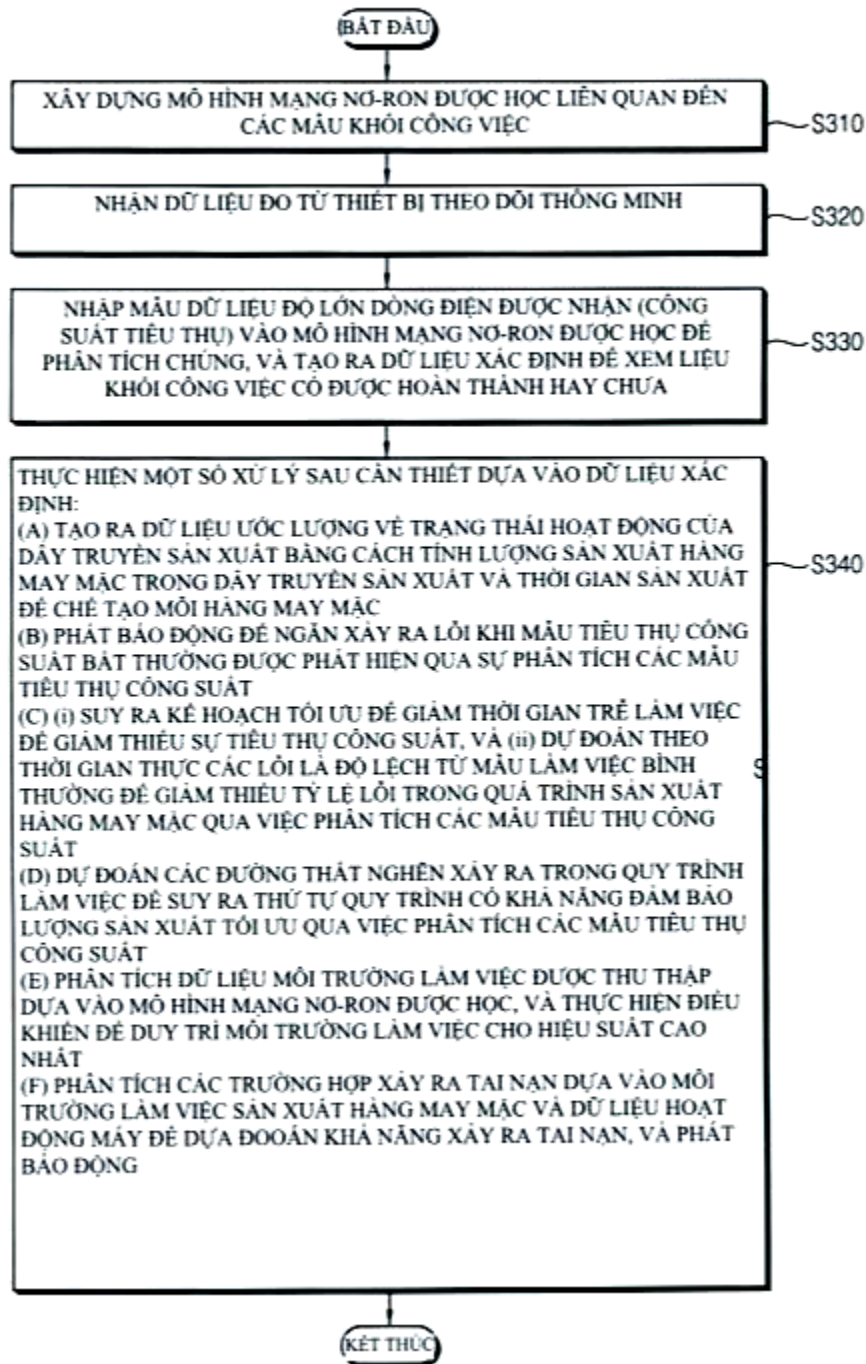 BẮT ĐẦU
XÂY DỰNG MÔ HÌNH MẠNG NƠ-RON ĐƯỢC HỌC LIÊN QUAN ĐẾN
CÁC MẪU KHỐI CÔNG VIỆC
S310
NHẬN DỮ LIỆU ĐO TỪ THIẾT BỊ THEO DÕI THÔNG MINH
S320
NHẬP MẪU DỮ LIỆU ĐỘ LỚN DÒNG ĐIỆN ĐƯỢC NHẬN (CÔNG
SUẤT TIÊU THỤ) VÀO MÔ HÌNH MẠNG NƠ-RON ĐƯỢC HỌC ĐỂ
PHÂN TÍCH CHÚNG, VÀ TẠO RA DỮ LIỆU XÁC ĐỊNH ĐỂ XEM LIỆU
KHỐI CÔNG VIỆC CÓ ĐƯỢC HOÀN THÀNH HAY CHƯA
S330
THỰC HIỆN MỘT SỐ XỬ LÝ SAU CẦN THIẾT DỰA VÀO DỮ LIỆU XÁC
ĐỊNH:
(A) TẠO RA DỮ LIỆU ƯỚC LƯỢNG VỀ TRẠNG THÁI HOẠT ĐỘNG CỦA
DÂY TRUYỀN SẢN XUẤT BẰNG CÁCH TÍNH LƯỢNG SẢN XUẤT HÀNG
MAY MẶC TRONG DÂY TRUYỀN SẢN XUẤT VÀ THỜI GIAN SẢN XUẤT
ĐỂ CHẾ TẠO MỖI HÀNG MAY MẶC
S340
(B) PHÁT BÁO ĐỘNG ĐỂ NGĂN XẢY RA LỖI KHI MẪU TIÊU THỤ CÔNG
SUẤT BẤT THƯỜNG ĐƯỢC PHÁT HIỆN QUA SỰ PHÂN TÍCH CÁC MẪU
TIÊU THỤ CÔNG SUẤT
(C) (i) SUY RA KẾ HOẠCH TỐI ƯU ĐỂ GIẢM THỜI GIAN TRỄ LÀM VIỆC
ĐỂ GIẢM THIỂU SỰ TIÊU THỤ CÔNG SUẤT, VÀ (ii) DỰ ĐOÁN THEO
THỜI GIAN THỰC CÁC LỖI LÀ ĐỘ LỆCH TỪ MẪU LÀM VIỆC BÌNH
THƯỜNG ĐỂ GIẢM THIỂU TỶ LỆ LỖI TRONG QUÁ TRÌNH SẢN XUẤT
HÀNG MAY MẶC QUA VIỆC PHÂN TÍCH CÁC MẪU TIÊU THỤ CÔNG
SUẤT
(D) DỰ ĐOÁN CÁC ĐƯỜNG THẮT NGHẼN XẢY RA TRONG QUY TRÌNH
LÀM VIỆC ĐỂ SUY RA THỨ TỰ QUY TRÌNH CÓ KHẢ NĂNG ĐẢM BẢO
LƯỢNG SẢN XUẤT TỐI ƯU QUA VIỆC PHÂN TÍCH CÁC MẪU TIÊU THỤ
CÔNG SUẤT
(E) PHÂN TÍCH DỮ LIỆU MÔI TRƯỜNG LÀM VIỆC ĐƯỢC THU THẬP
DỰA VÀO MÔ HÌNH MẠNG NƠ-RON ĐƯỢC HỌC, VÀ THỰC HIỆN ĐIỀU
KHIỂN ĐỂ DUY TRÌ MÔI TRƯỜNG LÀM VIỆC CHO HIỆU SUẤT CAO
NHẤT
(F) PHÂN TÍCH CÁC TRƯỜNG HỢP XẢY RA TAI NẠN DỰA VÀO MÔI
TRƯỜNG LÀM VIỆC SẢN XUẤT HÀNG MAY MẶC VÀ DỮ LIỆU HOẠT
ĐỘNG MÁY ĐỂ DỰA ĐOOÁN KHẢ NĂNG XẢY RA TAI NẠN, VÀ PHÁT
BÁO ĐỘNG
KẾT THÚC